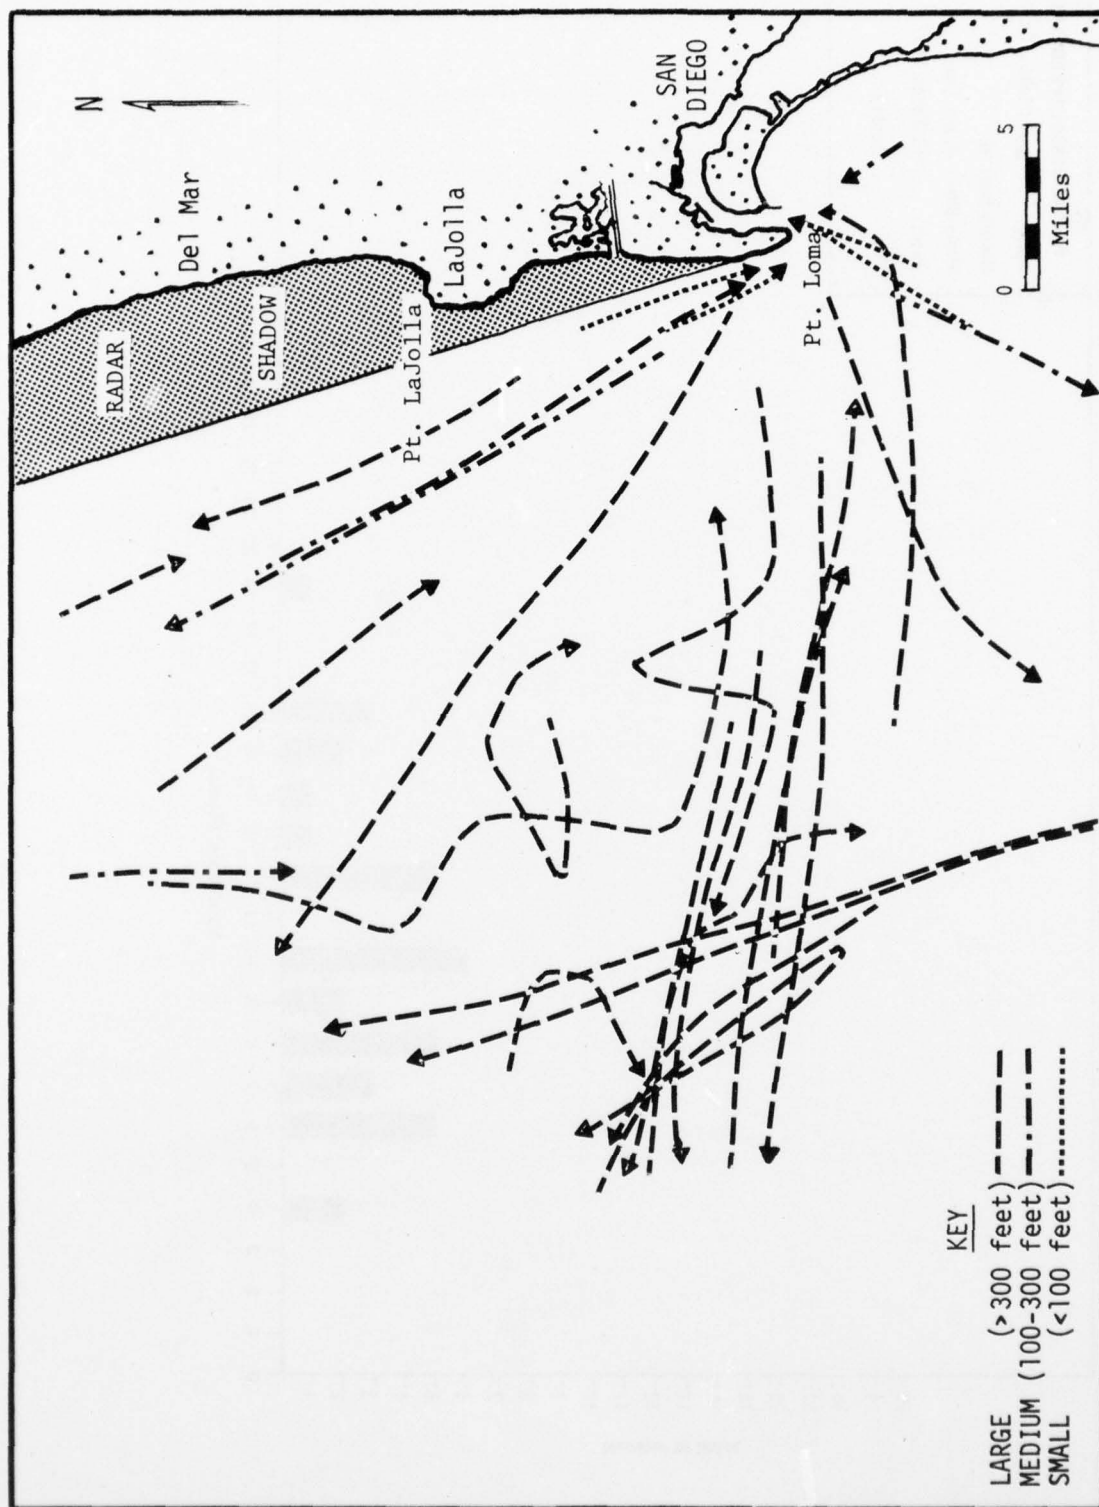 N
Del Mar
RADAR
SHADOW
Pt. LaJolla
LaJolla
SAN
DIEGO
Pt. Loma
0 5
Miles
KEY
LARGE (>300 feet)
MEDIUM (100-300 feet)
SMALL (<100 feet)